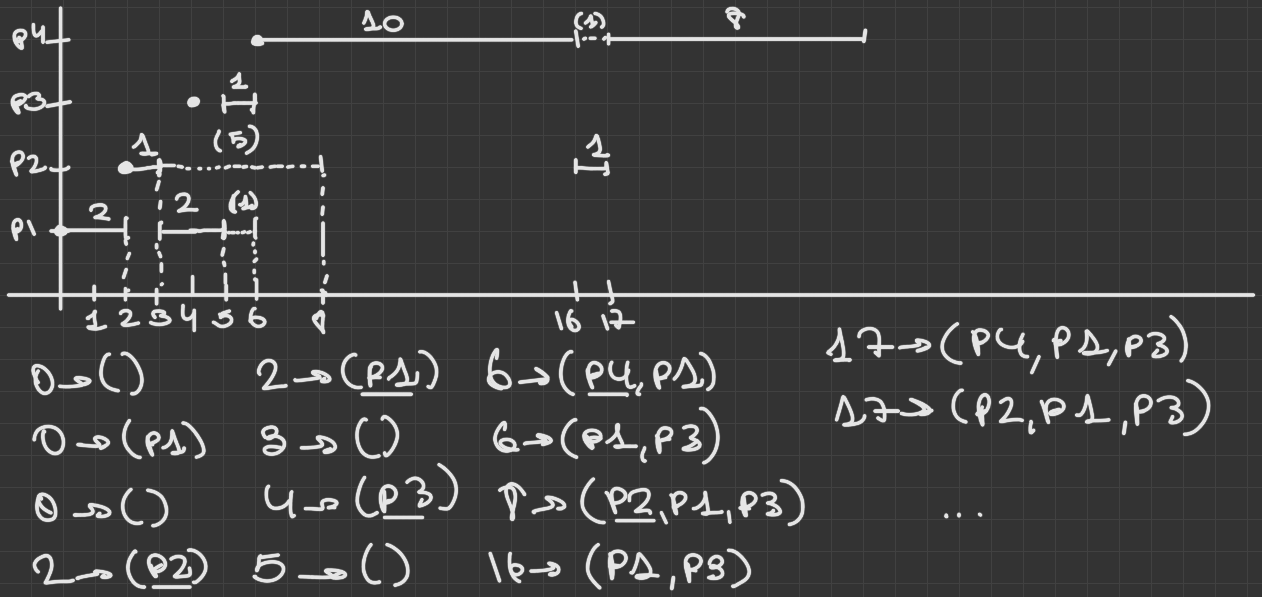 P4 10 (1) 8
P3 1
P2 1 (5) 1
P1 2 2 (1)
1 2 3 4 5 6 8 16 17
0→() 2→(P1) 6→(P4,P1) 17→(P4,P1,P3)
0→(P1) 3→() 6→(P1,P3) 17→(P2,P1,P3)
0→() 4→(P3) 8→(P2,P1,P3) ...
2→(P2) 5→() 16→(P1,P3)